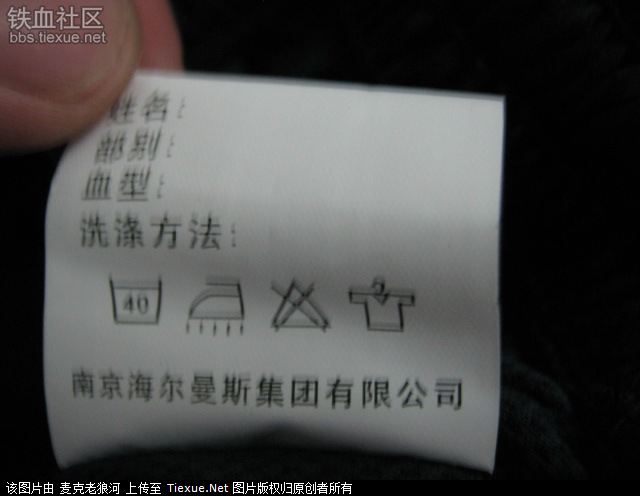 铁血社区
bbs.tiexue.net
姓名:
部别:
血型:
洗涤方法:
40
南京海尔曼斯集团有限公司
该图片由 麦克老狼河 上传至 Tiexue.Net 图片版权归原创者所有